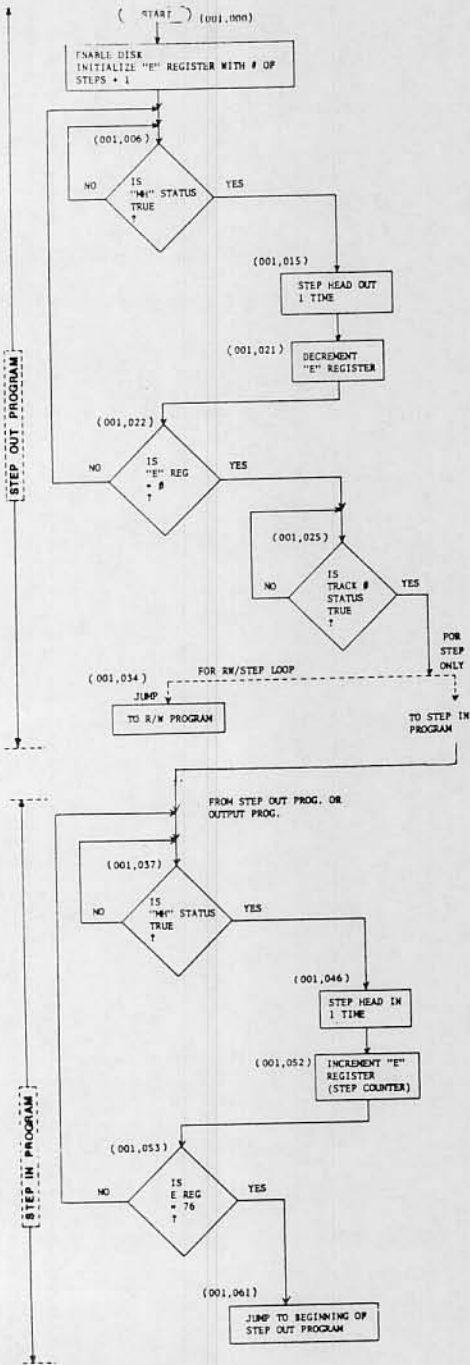 START (001,000)
ENABLE DISK
INITIALIZE "E" REGISTER WITH # OF
STEPS + 1
(001,006)
IS
"MH" STATUS
TRUE
?
NO
YES
(001,015)
STEP HEAD OUT
1 TIME
(001,021)
DECREMENT
"E" REGISTER
STEP OUT PROGRAM
(001,022)
IS
"E" REG
= Ø
?
NO
YES
(001,025)
IS
TRACK Ø
STATUS
TRUE
?
NO
YES
FOR
STEP
ONLY
FOR RW/STEP LOOP
(001,034)
JUMP
TO R/W PROGRAM
TO STEP IN
PROGRAM
FROM STEP OUT PROG. OR
OUTPUT PROG.
(001,037)
IS
"MH" STATUS
TRUE
?
NO
YES
(001,046)
STEP HEAD IN
1 TIME
(001,052)
INCREMENT "E"
REGISTER
(STEP COUNTER)
STEP IN PROGRAM
(001,053)
IS
E REG
= 76
?
NO
YES
(001,061)
JUMP TO BEGINNING OF
STEP OUT PROGRAM